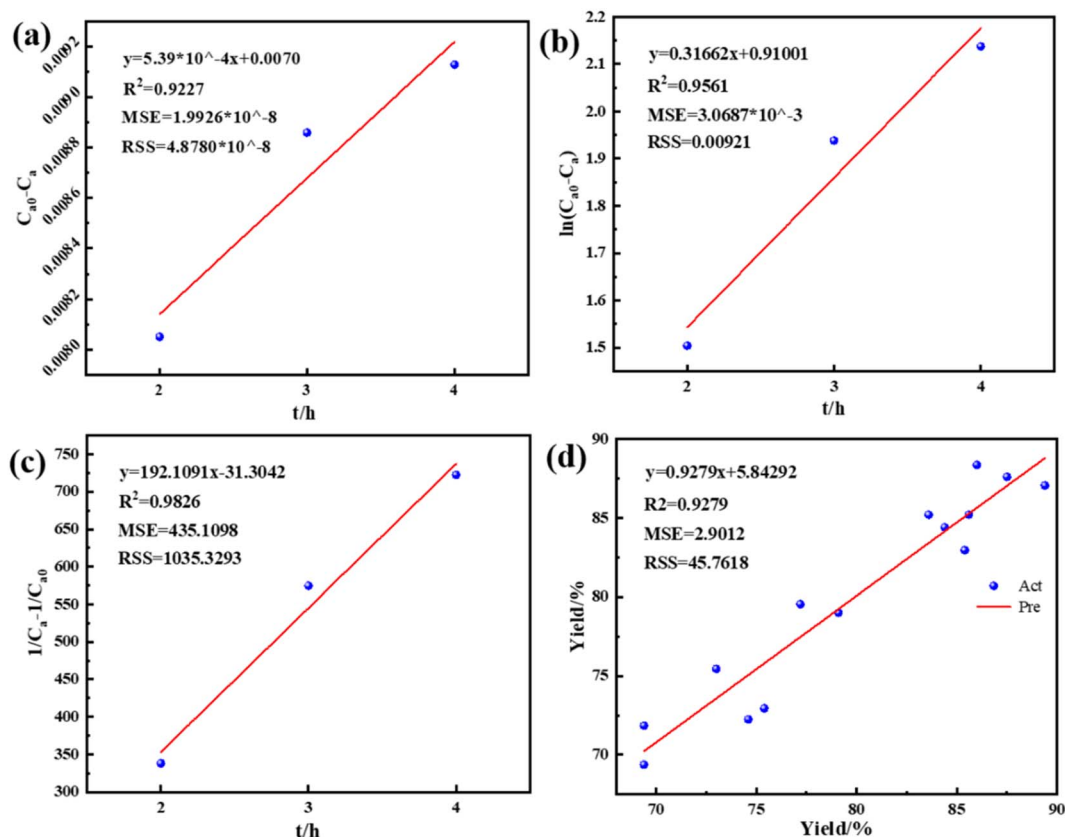 (a)
y=5.39*10^-4x+0.0070
R²=0.9227
MSE=1.9926*10^-8
RSS=4.8780*10^-8
Ca0-Ca
0.0092
0.0090
0.0088
0.0086
0.0084
0.0082
0.0080
2 3 4
t/h
(b)
y=0.31662x+0.91001
R²=0.9561
MSE=3.0687*10^-3
RSS=0.00921
ln(Ca0-Ca)
2.2
2.1
2.0
1.9
1.8
1.7
1.6
1.5
2 3 4
t/h
(c)
y=192.1091x-31.3042
R²=0.9826
MSE=435.1098
RSS=1035.3293
1/Ca-1/Ca0
750
700
650
600
550
500
450
400
350
300
2 3 4
t/h
(d)
y=0.9279x+5.84292
R2=0.9279
MSE=2.9012
RSS=45.7618
Act
Pre
Yield/%
90
85
80
75
70
70 75 80 85 90
Yield/%